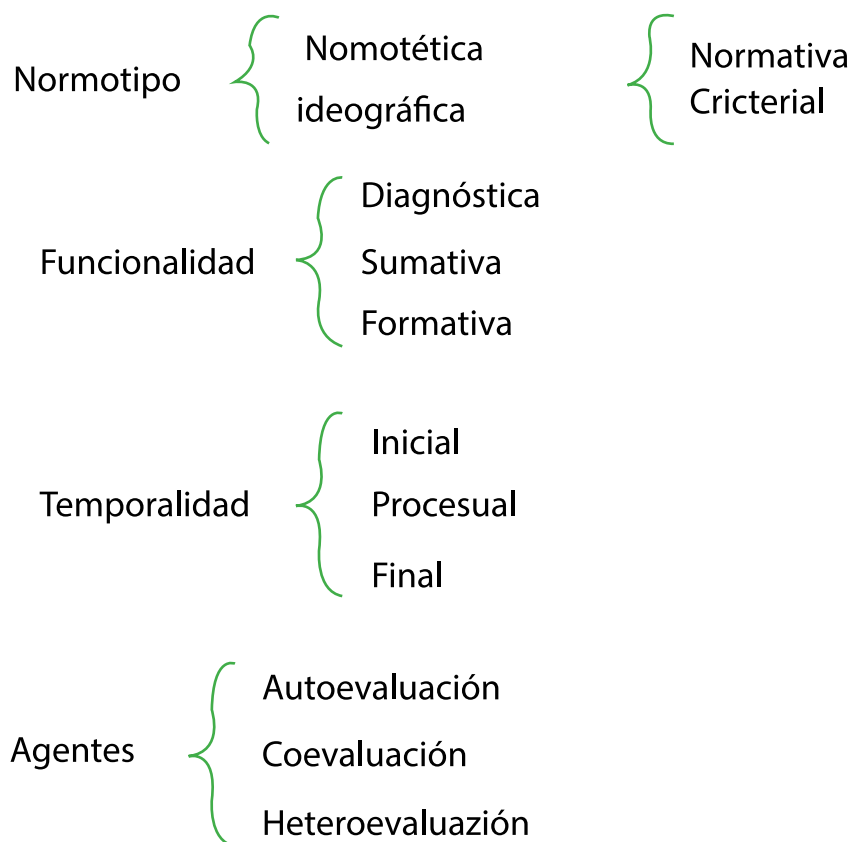 Normotipo
Nomotética
ideográfica
Normativa
Cricterial
Funcionalidad
Diagnóstica
Sumativa
Formativa
Temporalidad
Inicial
Procesual
Final
Agentes
Autoevaluación
Coevaluación
Heteroevaluazión